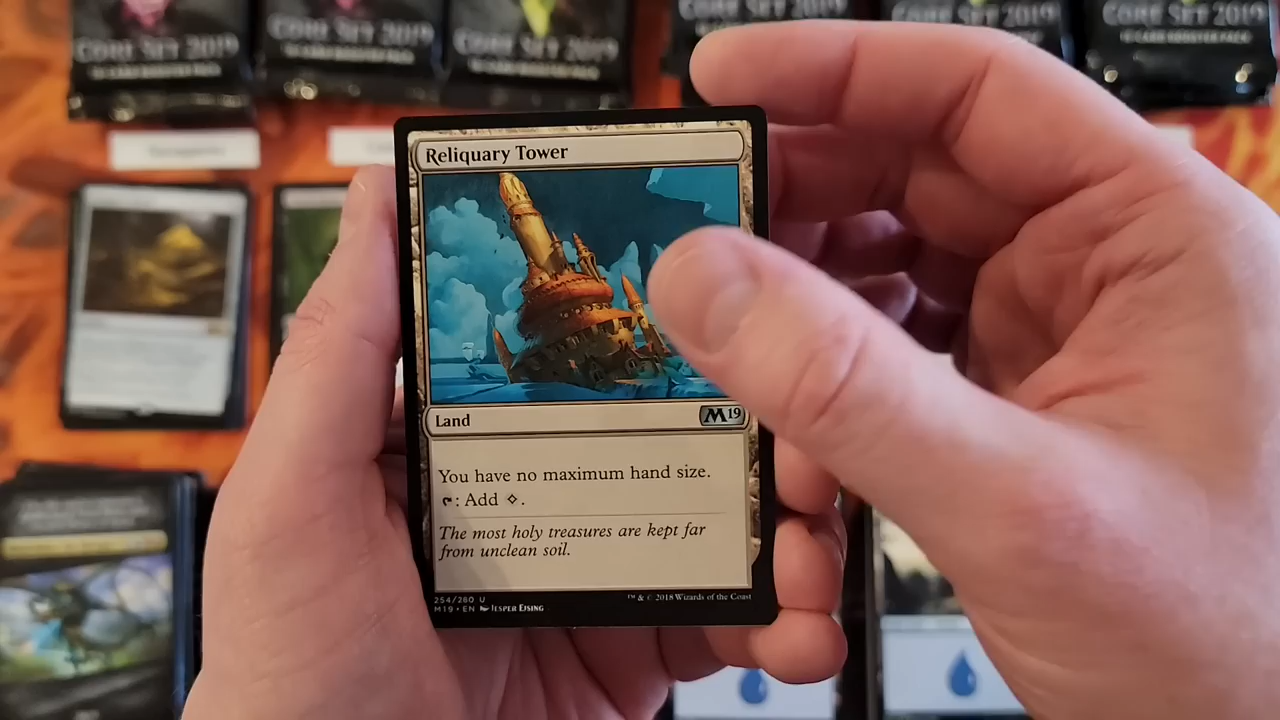 CORE SET 2019
CORE SET 2019
CORE SET 2019
CORE SET 2019
CORE SET 2019
CORE SET 2019
Reliquary Tower
Land
M19
You have no maximum hand size.
: Add .
The most holy treasures are kept far
from unclean soil.
254/280 U
M19 • EN JESPER EJSING
™ & © 2018 Wizards of the Coast